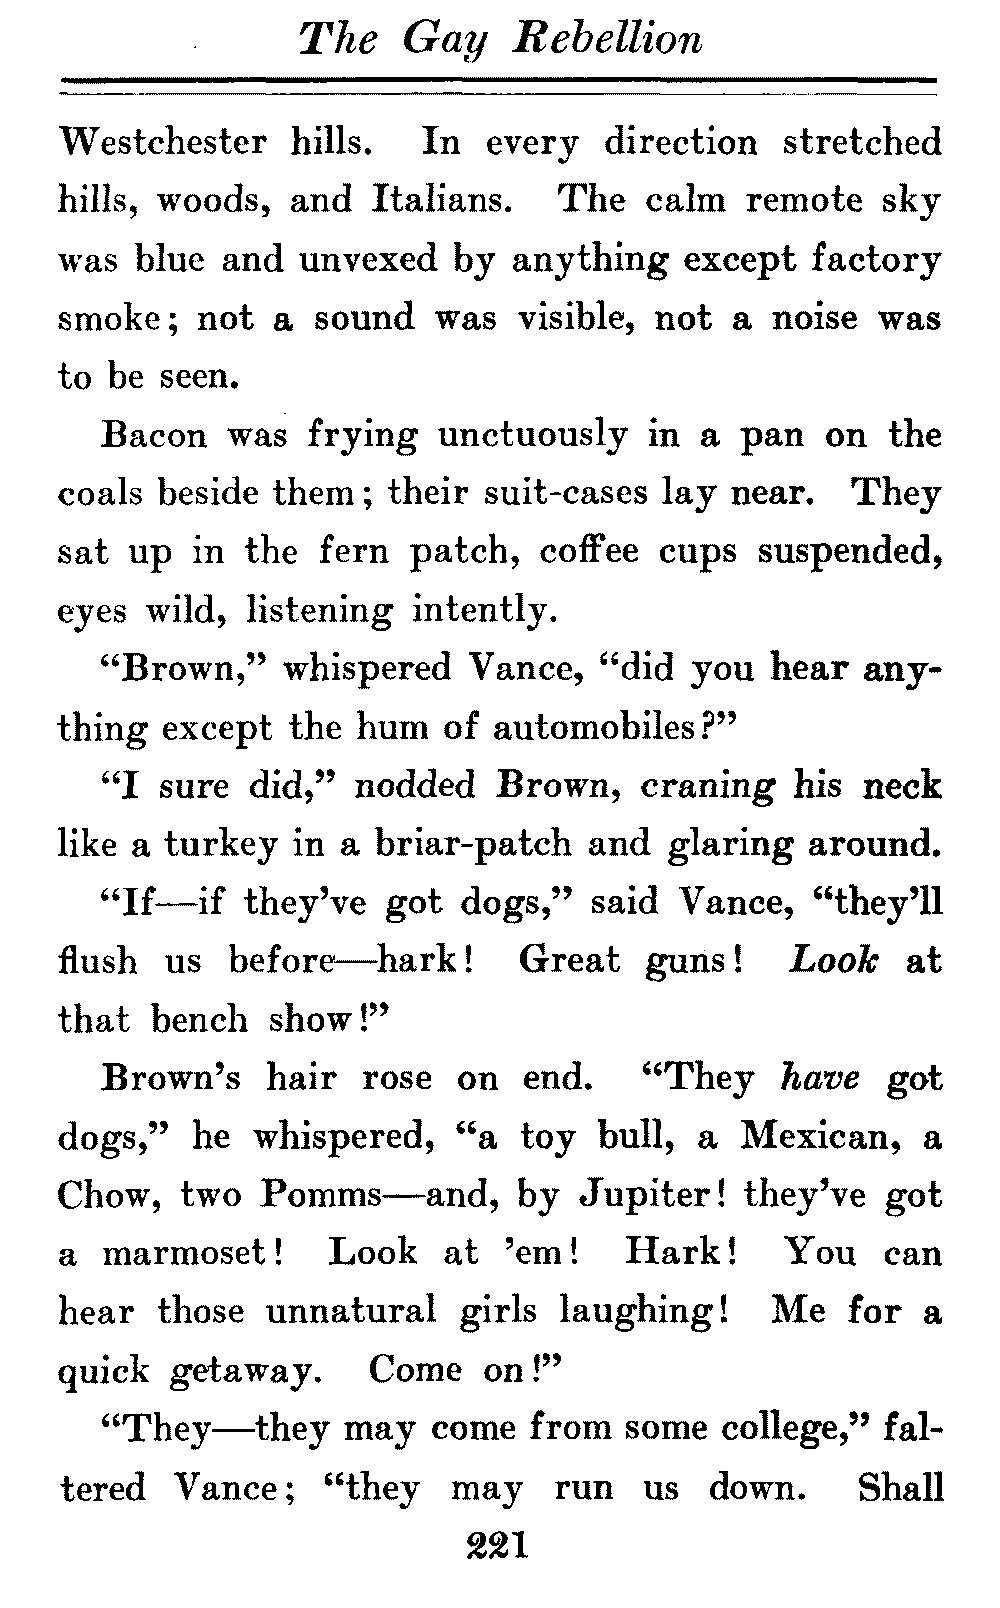 The Gay Rebellion
Westchester hills. In every direction stretched
hills, woods, and Italians. The calm remote sky
was blue and unvexed by anything except factory
smoke; not a sound was visible, not a noise was
to be seen.
Bacon was frying unctuously in a pan on the
coals beside them; their suit-cases lay near. They
sat up in the fern patch, coffee cups suspended,
eyes wild, listening intently.
“Brown,” whispered Vance, “did you hear any-
thing except the hum of automobiles?”
“I sure did,” nodded Brown, craning his neck
like a turkey in a briar-patch and glaring around.
“If—if they’ve got dogs,” said Vance, “they’ll
flush us before—hark! Great guns! Look at
that bench show!”
Brown’s hair rose on end. “They have got
dogs,” he whispered, “a toy bull, a Mexican, a
Chow, two Pomms—and, by Jupiter! they’ve got
a marmoset! Look at ’em! Hark! You can
hear those unnatural girls laughing! Me for a
quick getaway. Come on!”
“They—they may come from some college,” fal-
tered Vance; “they may run us down. Shall
221